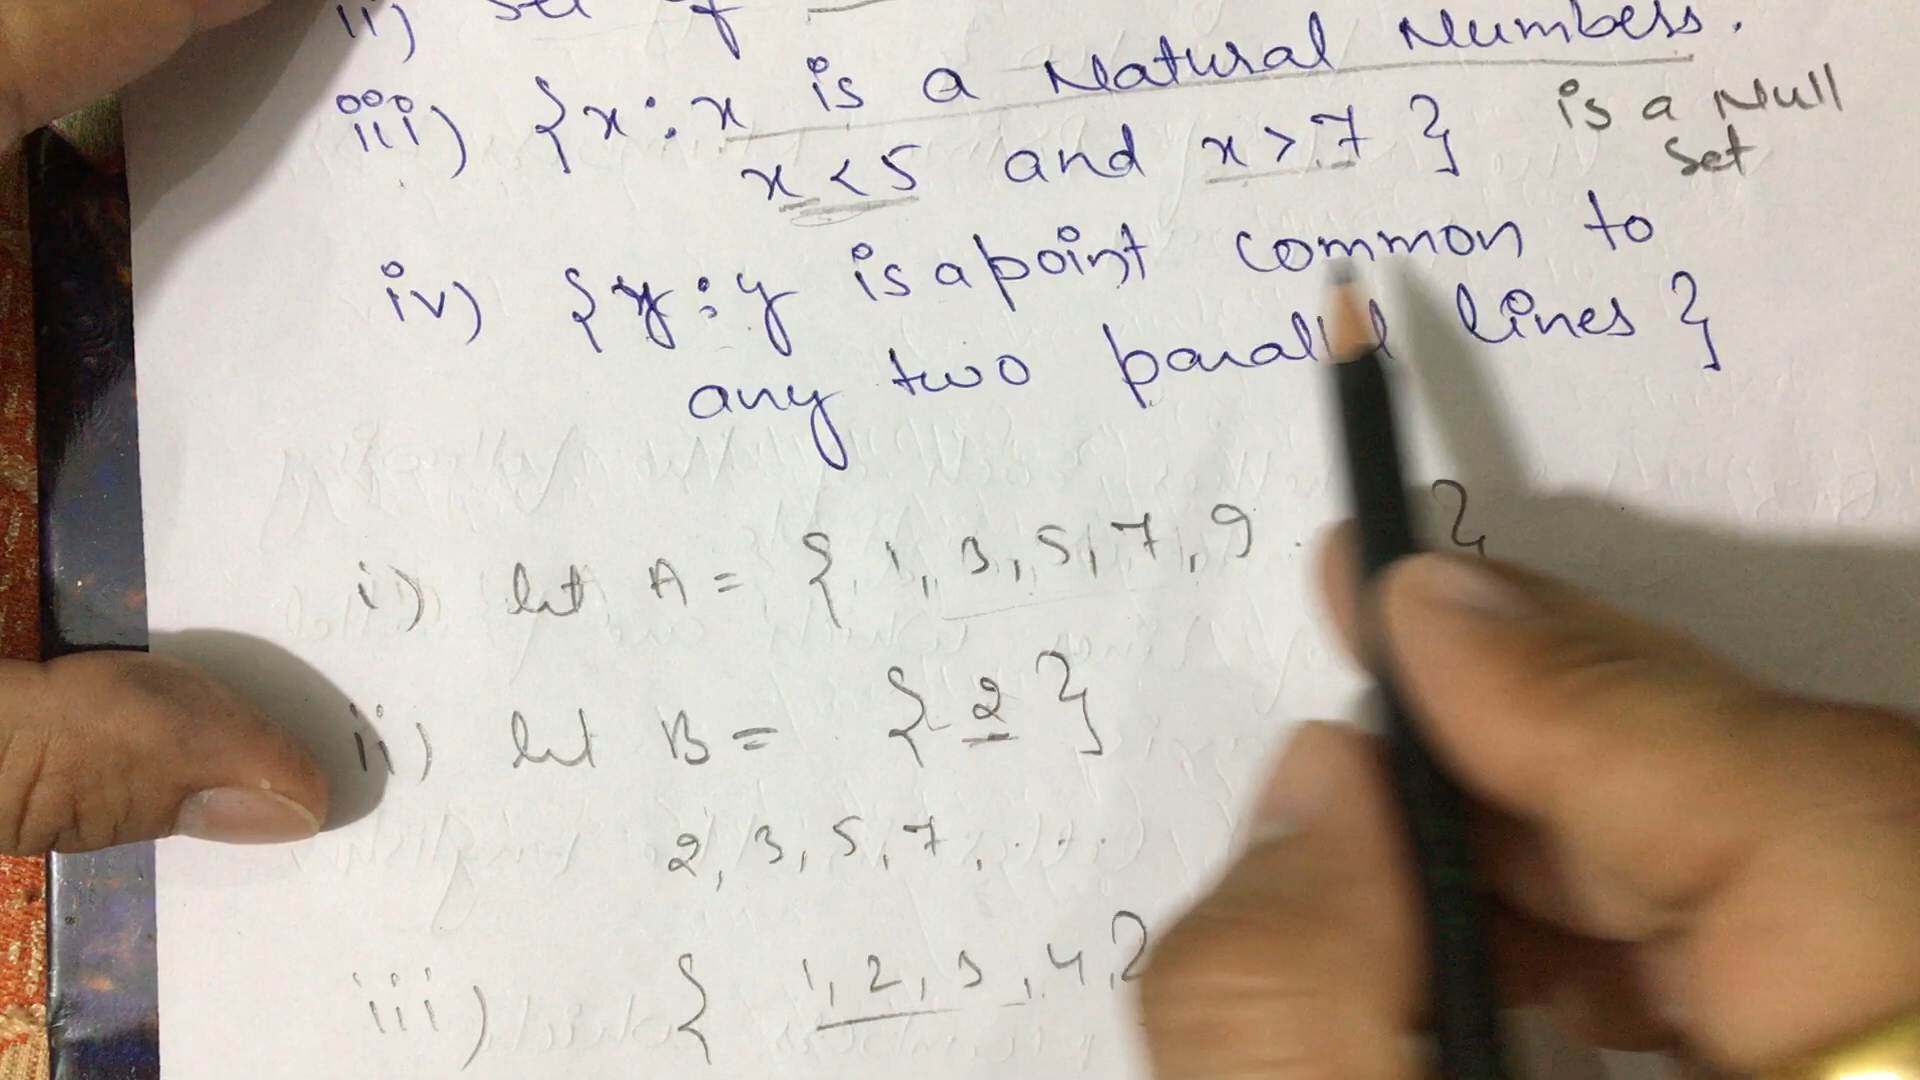 ii) set of
iii) {x : x is a Natural Numbers.
x < 5 and x > 7 } is a Null
set
iv) {y : y is a point common to
any two parallel lines }
i) let A = { 1, 3, 5, 7, 9 . }
ii) let B = { 2 }
2, 3, 5, 7, . . . .
iii) { 1, 2, 3, 4, }